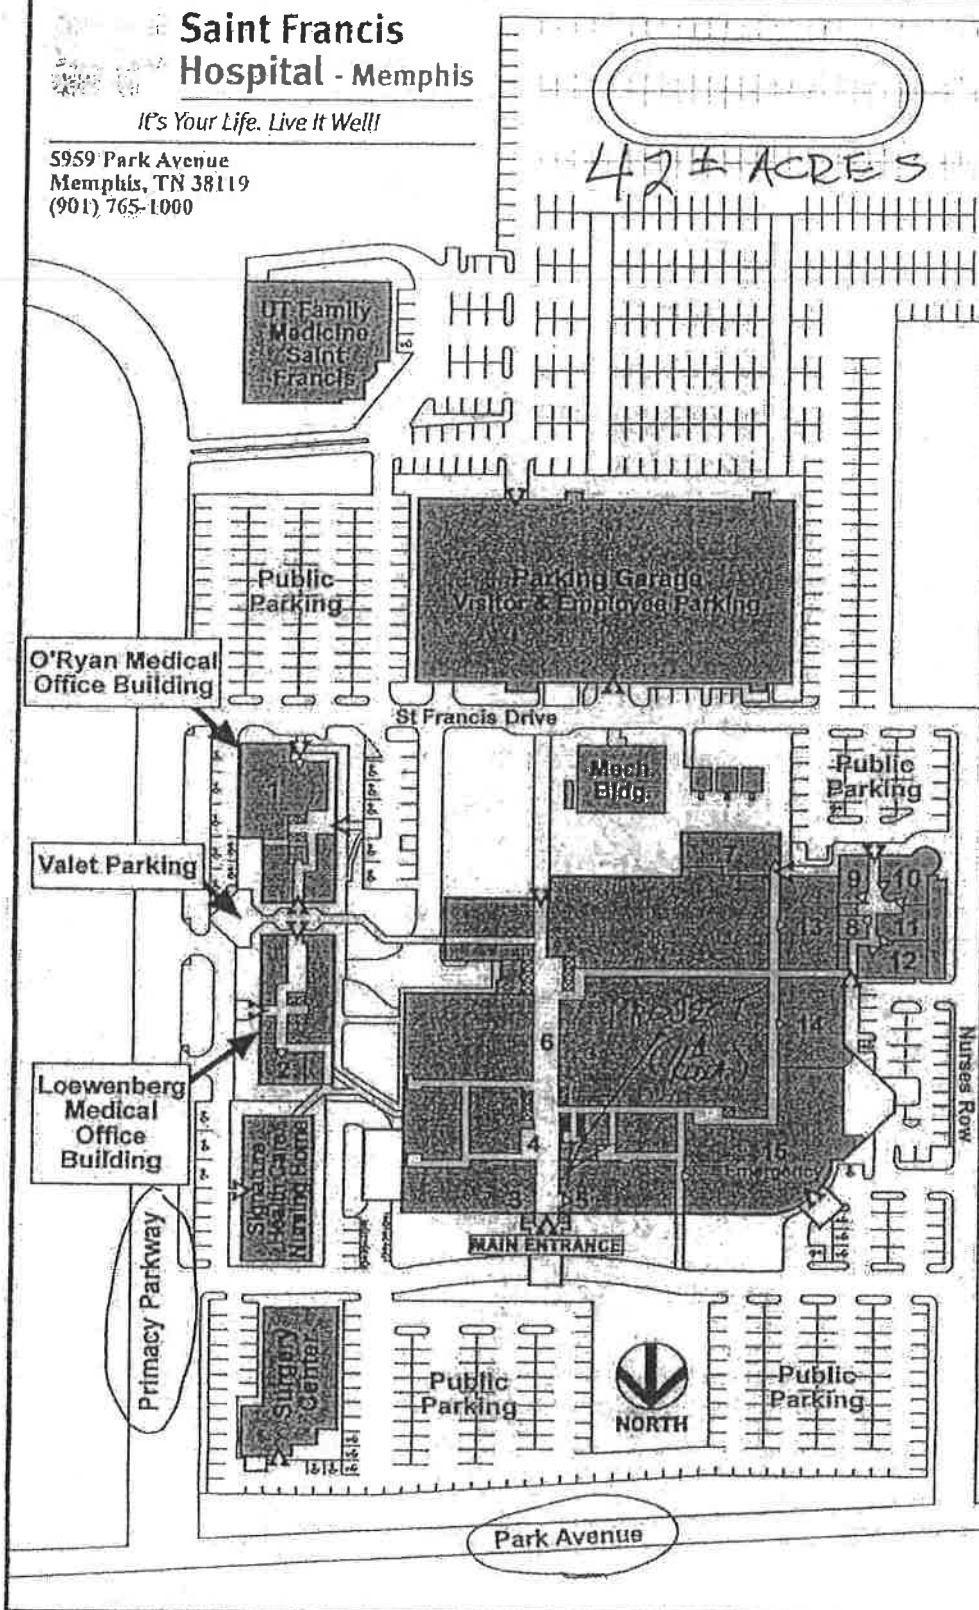 Saint Francis
Hospital - Memphis
It's Your Life. Live It Well!
5959 Park Avenue
Memphis, TN 38119
(901) 765-1000
42 ± ACRES
UT Family
Medicine
Saint
Francis
Public
Parking
Parking Garage
Visitor & Employee Parking
O'Ryan Medical
Office Building
St Francis Drive
Mech.
Bldg.
Public
Parking
1
Valet Parking
7
9
10
13
8
11
12
PROJECT
6
14
Loewenberg
Medical
Office
Building
2
Nurses Row
4
15
Emergency
Signature
Health Care
Nursing Home
3
5
MAIN ENTRANCE
Primacy Parkway
Surgery
Center
Public
Parking
NORTH
Public
Parking
Park Avenue